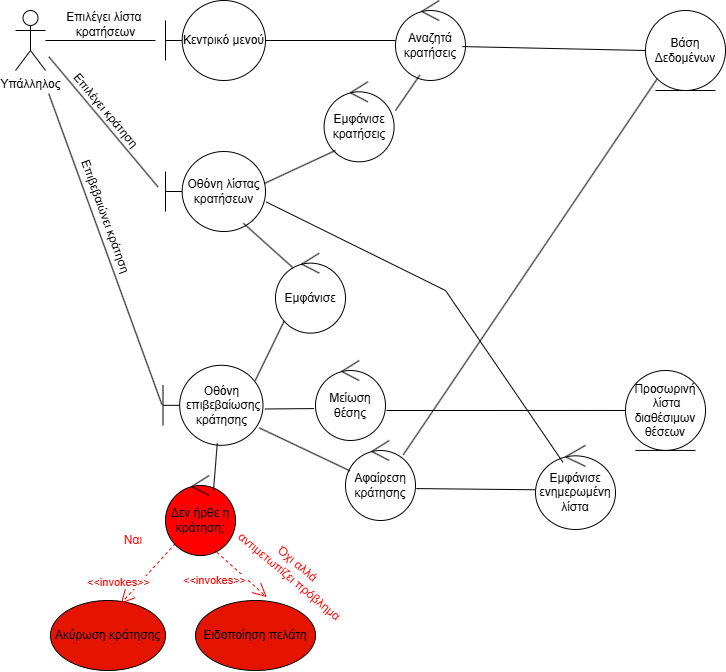 Επιλέγει λίστα
κρατήσεων
Κεντρικό μενού
Αναζητά
κρατήσεις
Βάση
Δεδομένων
Υπάλληλος
Επιλέγει κράτηση
Εμφάνισε
κρατήσεις
Επιβεβαιώνει κράτηση
Οθόνη λίστας
κρατήσεων
Εμφάνισε
Οθόνη
επιβεβαίωσης
κράτησης
Μείωση
θέσης
Προσωρινή
λίστα
διαθέσιμων
θέσεων
Αφαίρεση
κράτησης
Εμφάνισε
ενημερωμένη
λίστα
Δεν ήρθε η
κράτηση;
Ναι
Όχι αλλά
αντιμετωπίζει πρόβλημα
<<invokes>>
<<invokes>>
Ακύρωση κράτησης
Ειδοποίηση πελάτη